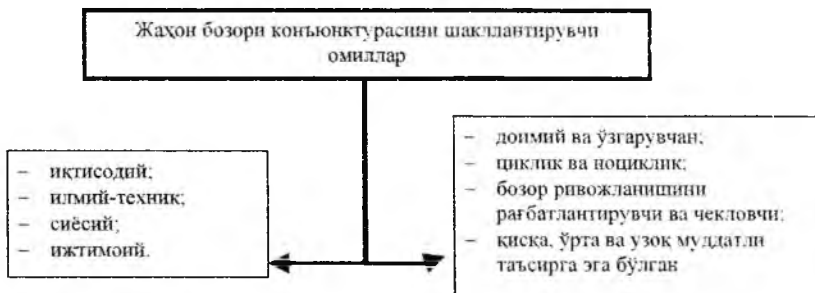 Жаҳон бозори конъюнктурасини шакллантирувчи
омиллар
– иқтисодий;
– илмий-техник;
– сиёсий;
– ижтимоий.
– доимий ва ўзгарувчан;
– циклик ва ноциклик;
– бозор ривожланишини
рағбатлантирувчи ва чекловчи;
– қисқа, ўрта ва узоқ муддатли
таъсирга эга бўлган